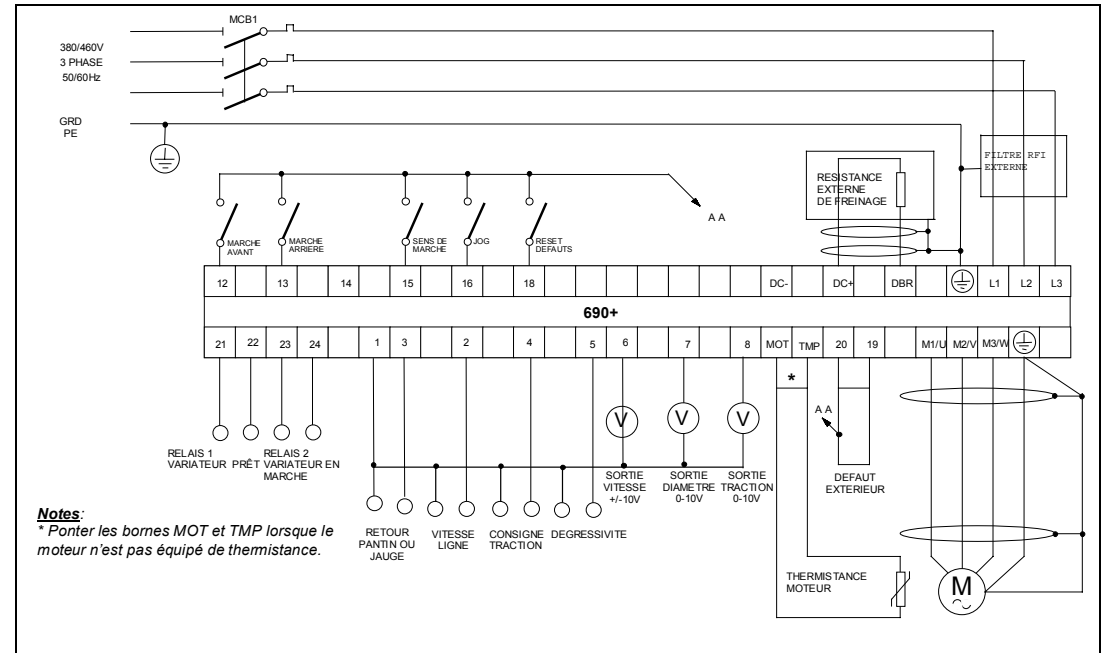 MCB1
380/460V
3 PHASE
50/60Hz
GRD
PE
FILTRE RFI
EXTERNE
RESISTANCE
EXTERNE
DE FREINAGE
A A
MARCHE
AVANT
MARCHE
ARRIERE
SENS DE
MARCHE
JOG
RESET
DEFAUTS
12 13 14 15 16 18 DC- DC+ DBR L1 L2 L3
690+
21 22 23 24 1 3 2 4 5 6 7 8 MOT TMP 20 19 M1/U M2/V M3/W
*
A A
V V V
RELAIS 1
VARIATEUR PRÊT
RELAIS 2
VARIATEUR EN
MARCHE
SORTIE
VITESSE
+/-10V
SORTIE
DIAMETRE
0-10V
SORTIE
TRACTION
0-10V
DEFAUT
EXTERIEUR
RETOUR
PANTIN OU
JAUGE
VITESSE
LIGNE
CONSIGNE
TRACTION
DEGRESSIVITE
Notes:
* Ponter les bornes MOT et TMP lorsque le
moteur n'est pas équipé de thermistance.
THERMISTANCE
MOTEUR
M